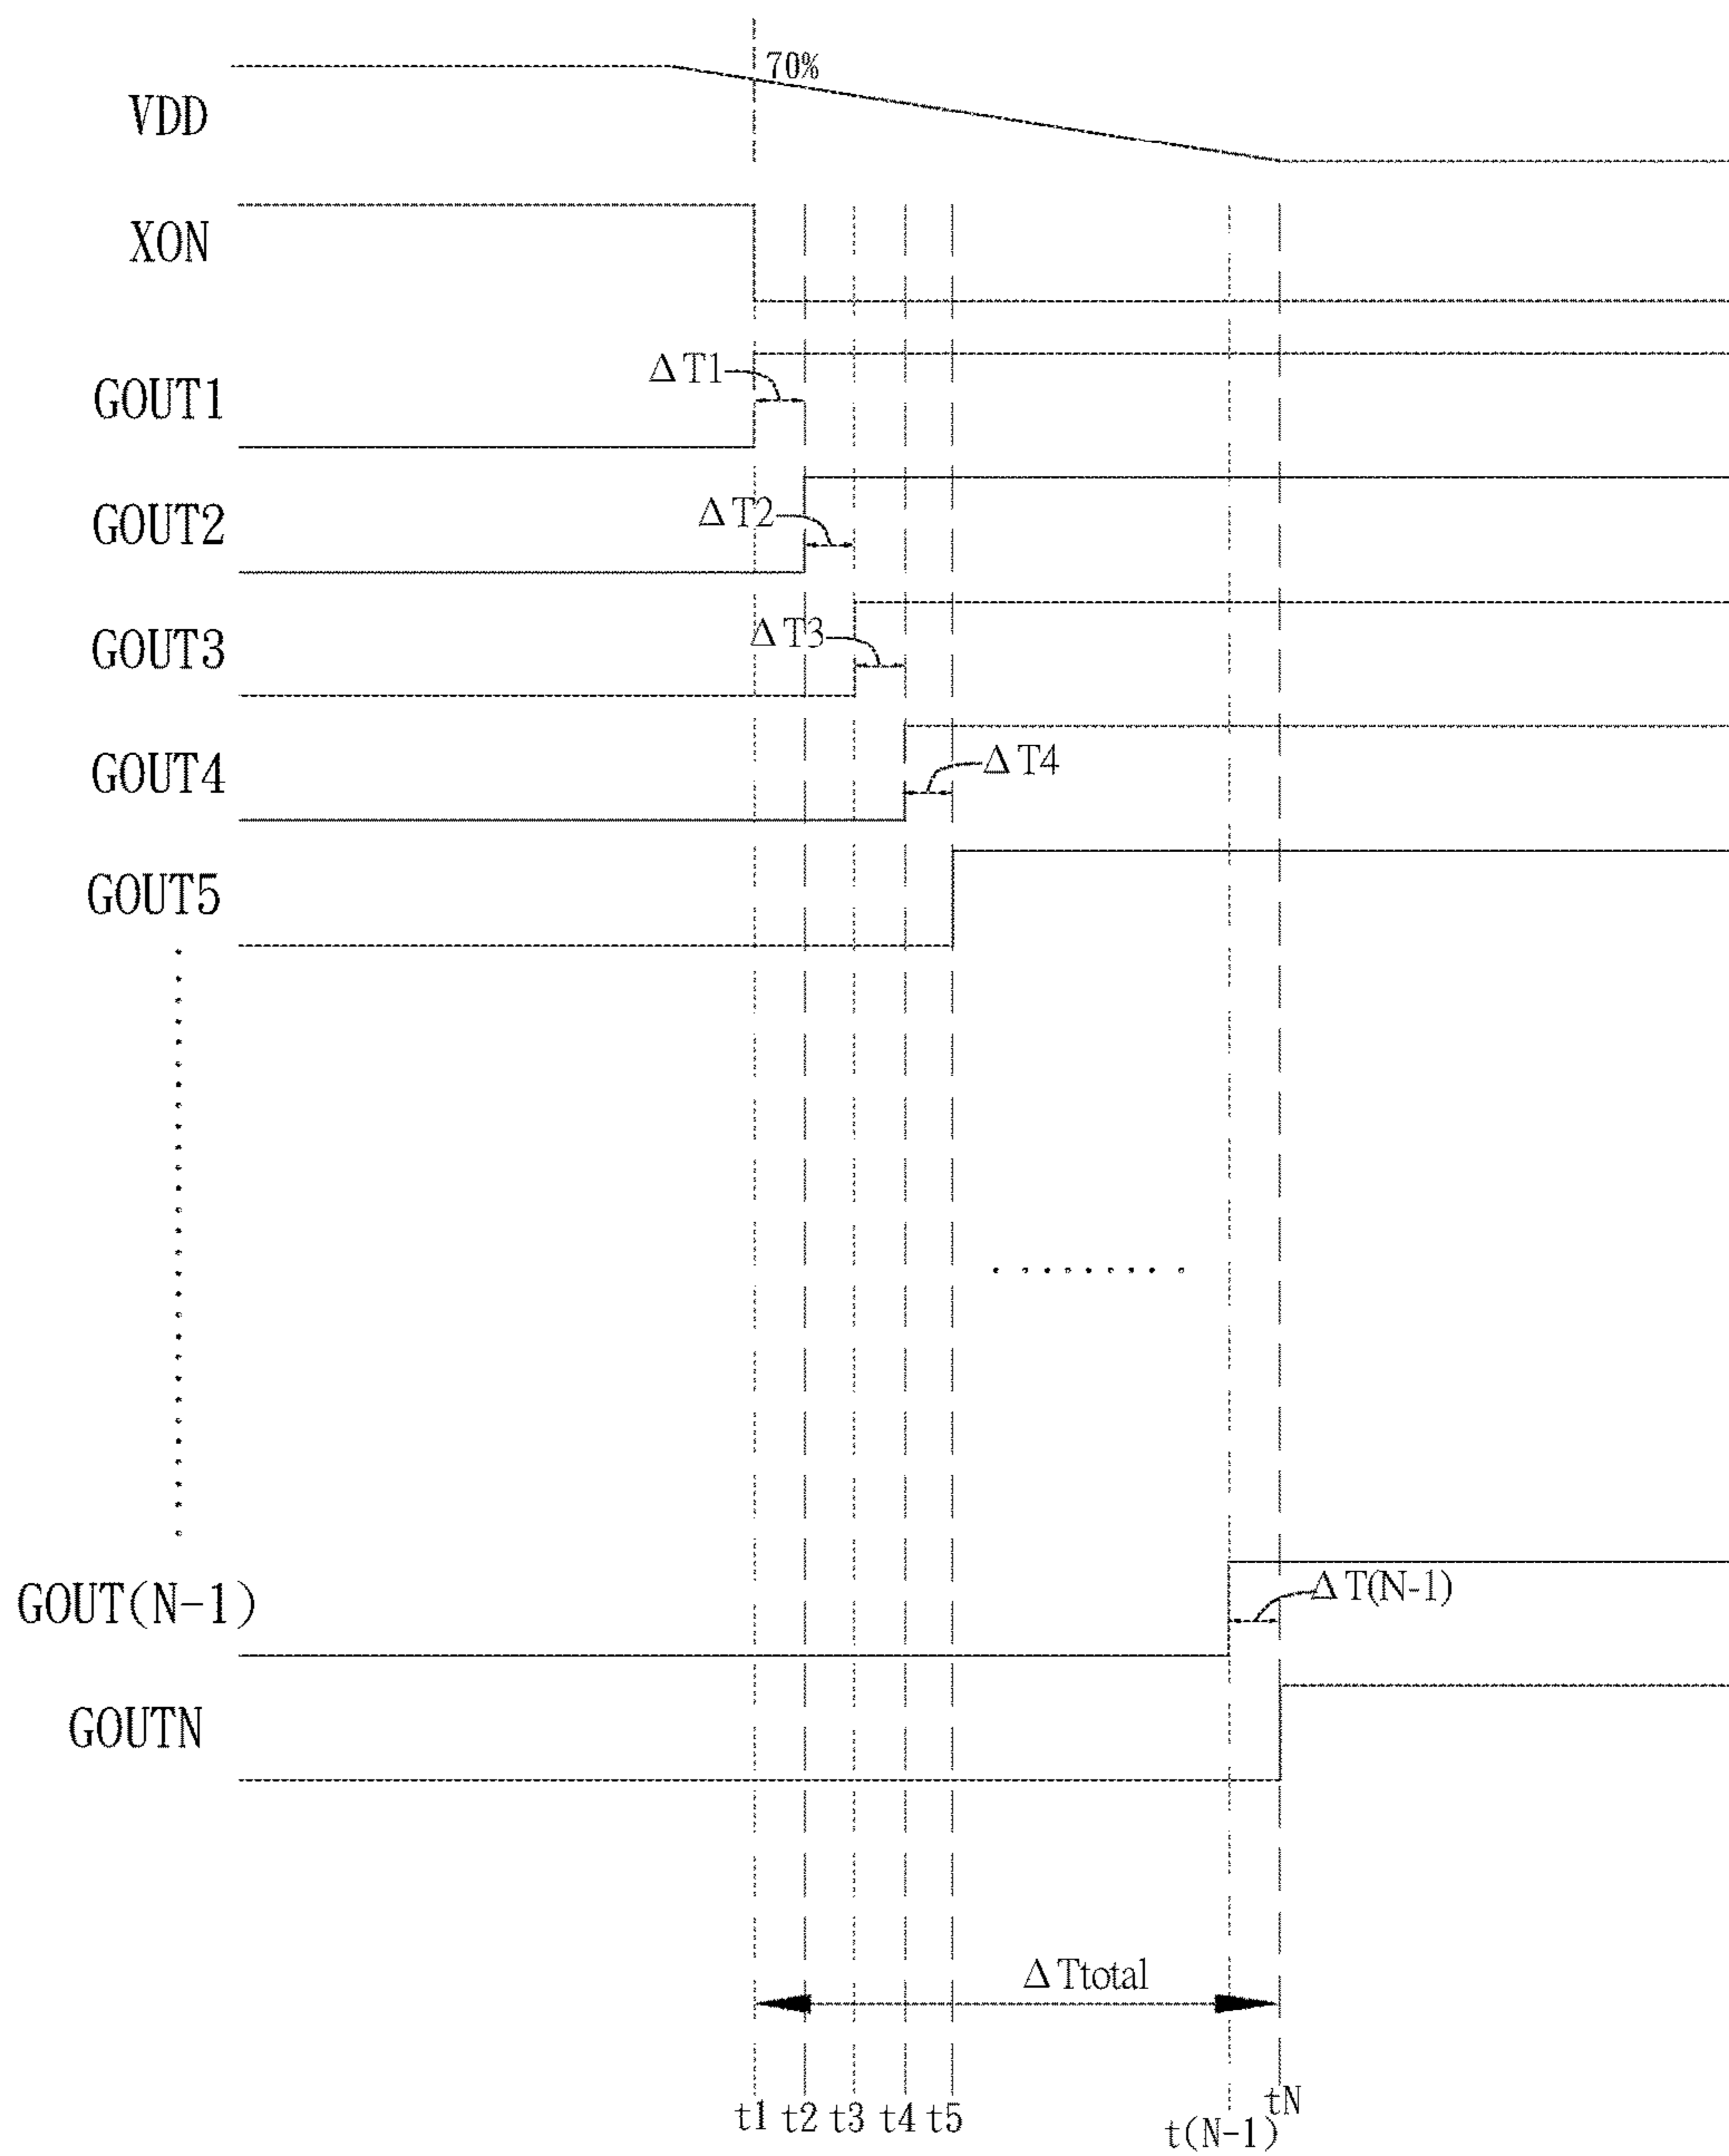 70%
VDD
XON
ΔT1
GOUT1
ΔT2
GOUT2
ΔT3
GOUT3
ΔT4
GOUT4
GOUT5
GOUT(N-1)
ΔT(N-1)
GOUTN
ΔTtotal
t1 t2 t3 t4 t5 t(N-1) tN